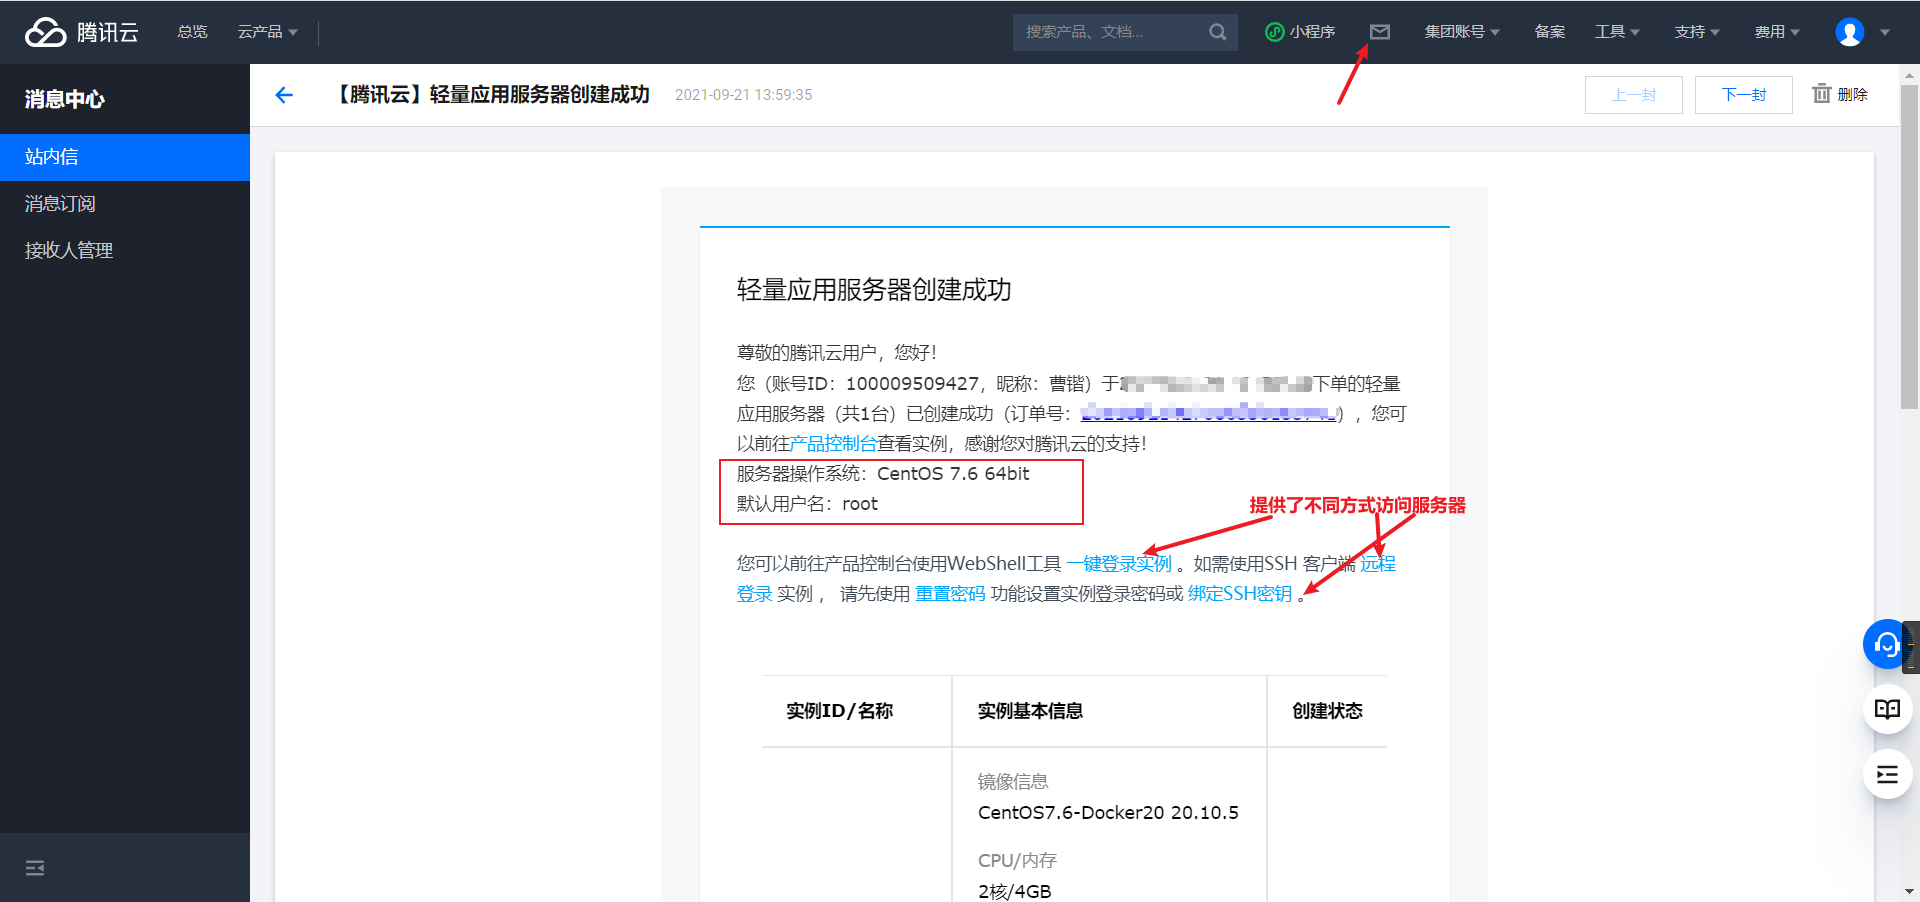 腾讯云
总览
云产品
搜索产品、文档...
小程序
集团账号
备案
工具
支持
费用
消息中心
站内信
消息订阅
接收人管理
【腾讯云】轻量应用服务器创建成功
2021-09-21 13:59:35
上一封
下一封
删除
轻量应用服务器创建成功
尊敬的腾讯云用户，您好！
您（账号ID：100009509427，昵称：曹锴）于下单的轻量
应用服务器（共1台）已创建成功（订单号：），您可
以前往产品控制台查看实例，感谢您对腾讯云的支持！
服务器操作系统：CentOS 7.6 64bit
默认用户名：root
提供了不同方式访问服务器
您可以前往产品控制台使用WebShell工具 一键登录实例 。如需使用SSH 客户端 远程
登录 实例 ， 请先使用 重置密码 功能设置实例登录密码或 绑定SSH密钥 。
实例ID/名称
实例基本信息
创建状态
镜像信息
CentOS7.6-Docker20 20.10.5
CPU/内存
2核/4GB